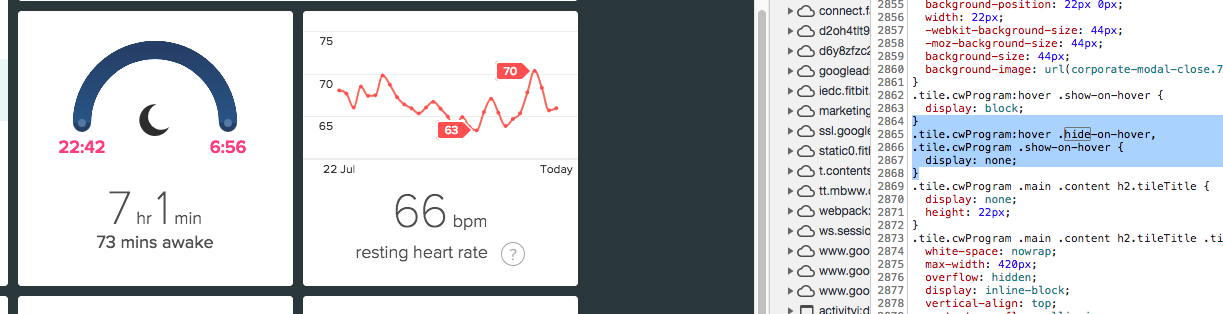 22:42
6:56
7 hr 1 min
73 mins awake
75
70
65
70
63
22 Jul
Today
66 bpm
resting heart rate ?
connect.f
d2oh4tlt9
d6y8zfzc2
googlead
iedc.fitbit
marketing
ssl.google
static0.fitl
t.contents
tt.mbww.
webpack:
ws.sessio
www.goo
www.goo
www.goo
activityi:d
2855 background-position: 22px 0px;
2856 width: 22px;
2857 -webkit-background-size: 44px;
2858 -moz-background-size: 44px;
2859 background-size: 44px;
2860 background-image: url(corporate-modal-close.7
2861 }
2862 .tile.cwProgram:hover .show-on-hover {
2863 display: block;
2864 }
2865 .tile.cwProgram:hover .hide-on-hover,
2866 .tile.cwProgram .show-on-hover {
2867 display: none;
2868 }
2869 .tile.cwProgram .main .content h2.tileTitle {
2870 display: none;
2871 height: 22px;
2872 }
2873 .tile.cwProgram .main .content h2.tileTitle .ti
2874 white-space: nowrap;
2875 max-width: 420px;
2876 overflow: hidden;
2877 display: inline-block;
2878 vertical-align: top;